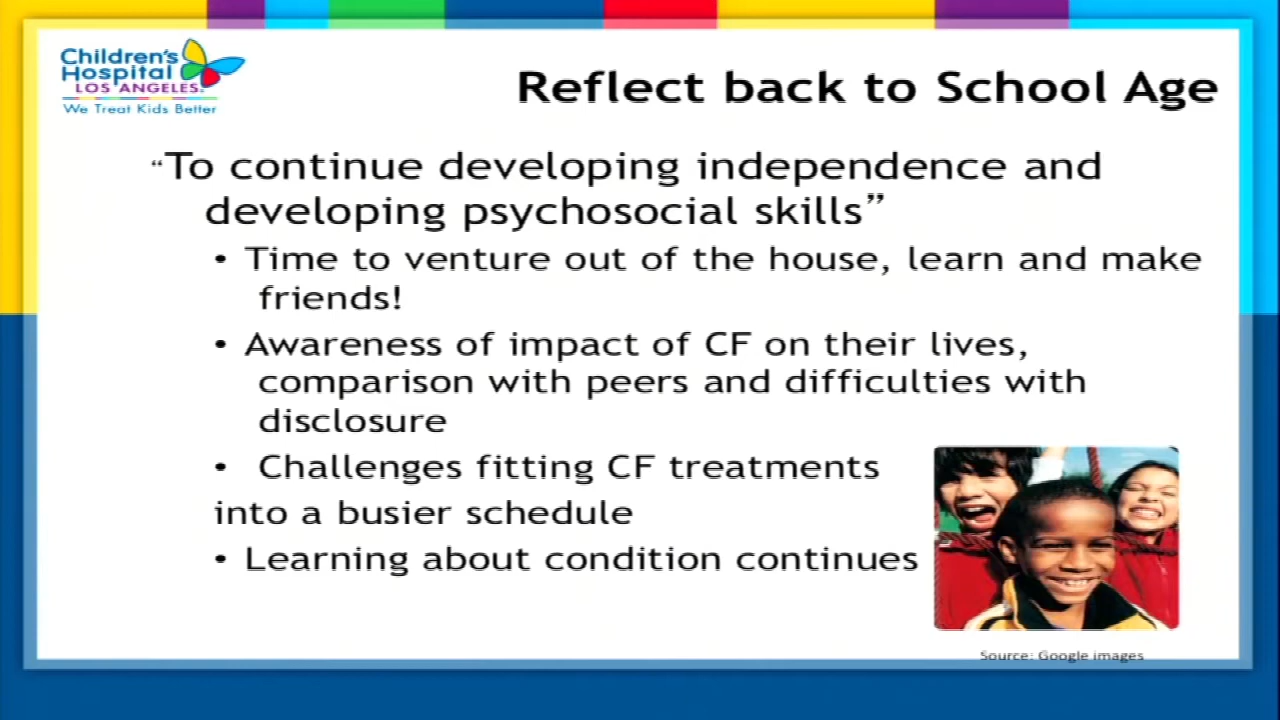 Children's
Hospital
LOS ANGELES
We Treat Kids Better
Reflect back to School Age
“To continue developing independence and
developing psychosocial skills”
• Time to venture out of the house, learn and make
friends!
• Awareness of impact of CF on their lives,
comparison with peers and difficulties with
disclosure
• Challenges fitting CF treatments
into a busier schedule
• Learning about condition continues
Source: Google images